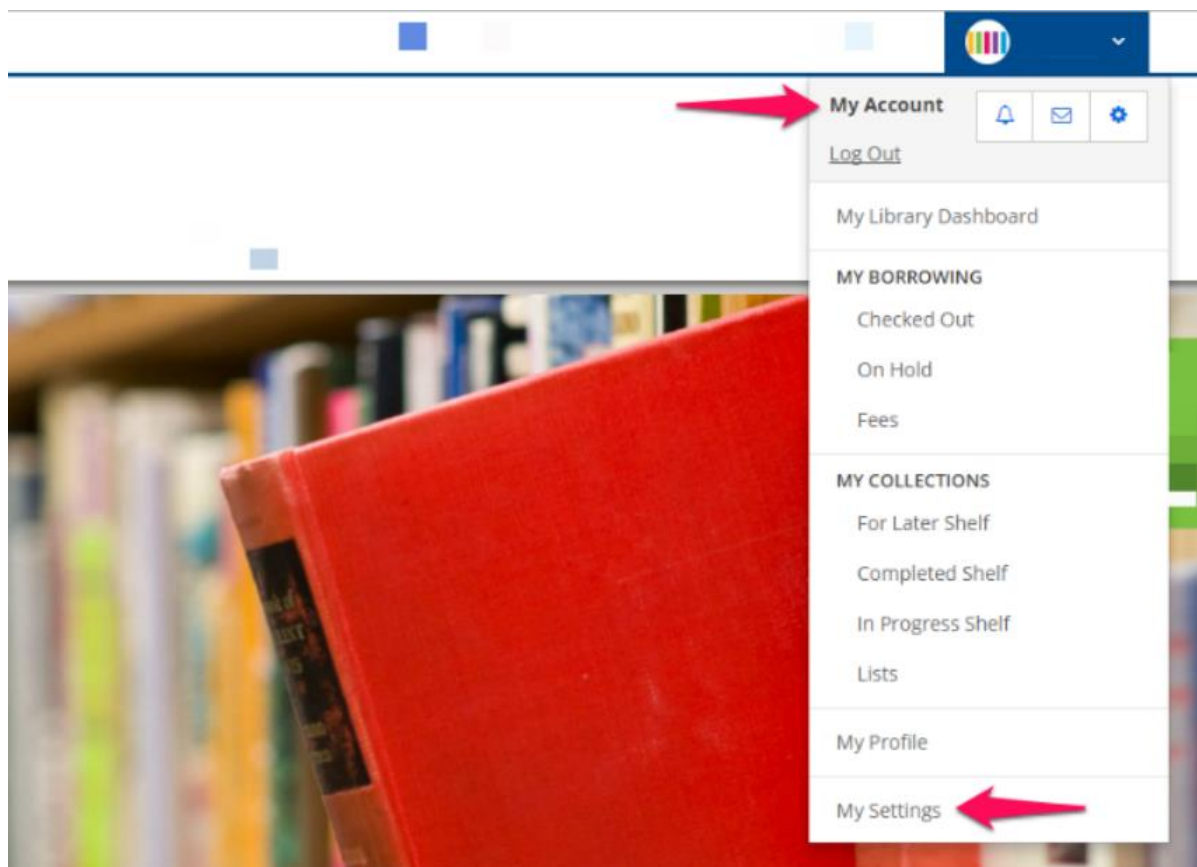 My Account
Log Out
My Library Dashboard
MY BORROWING
Checked Out
On Hold
Fees
MY COLLECTIONS
For Later Shelf
Completed Shelf
In Progress Shelf
Lists
My Profile
My Settings